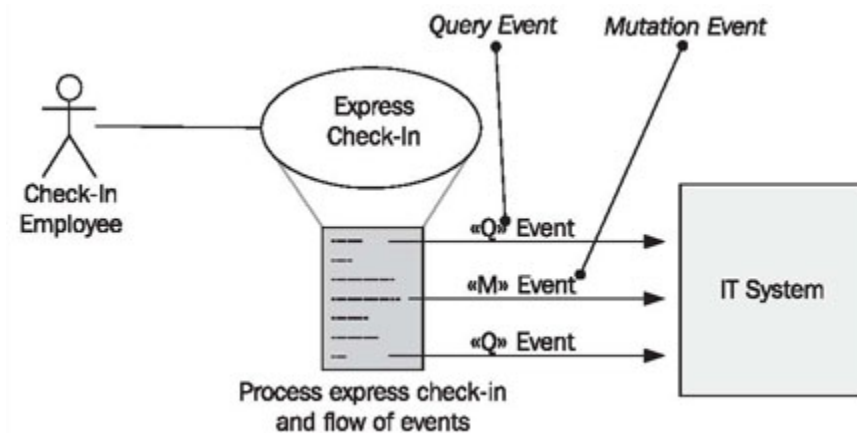 Query Event
Mutation Event
Express
Check-In
Check-In
Employee
«Q» Event
«M» Event
«Q» Event
IT System
Process express check-in
and flow of events